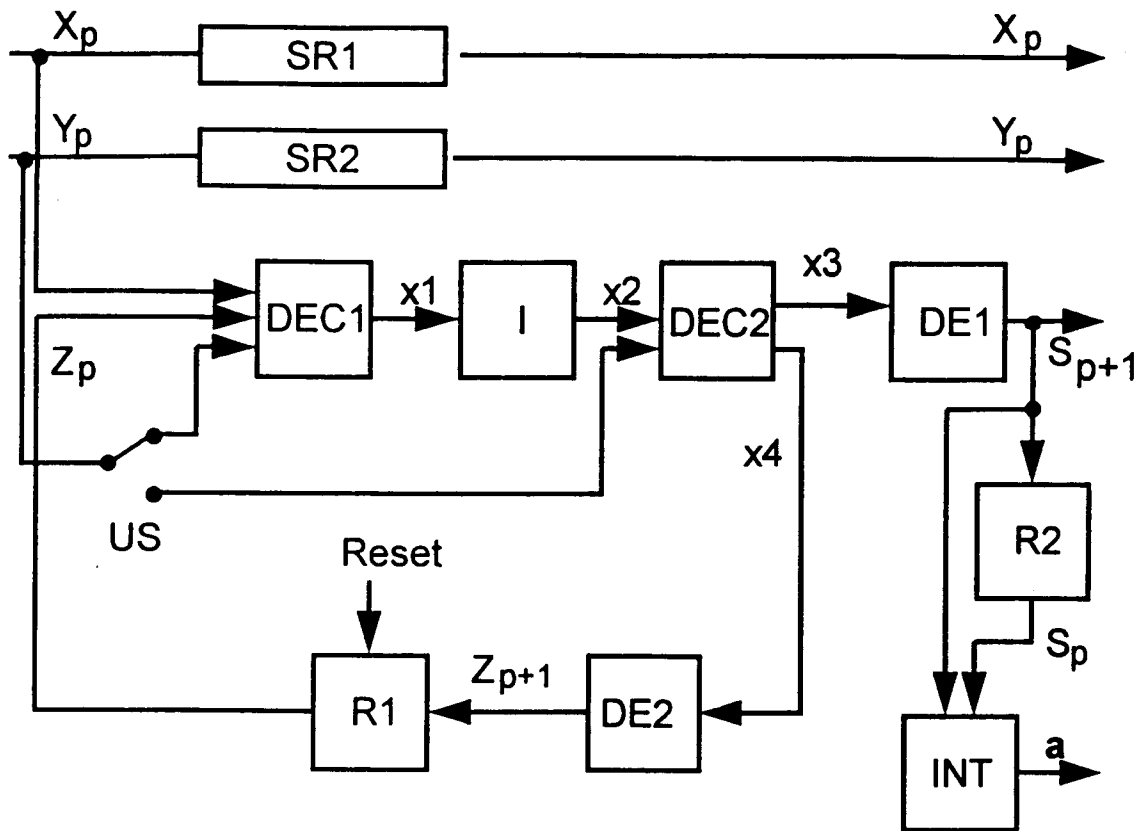 Xp SR1 Xp
Yp SR2 Yp
DEC1 x1 I x2 DEC2 x3 DE1
Sp+1
Zp
x4
US
R2
Reset
Sp
R1 Zp+1 DE2
INT a